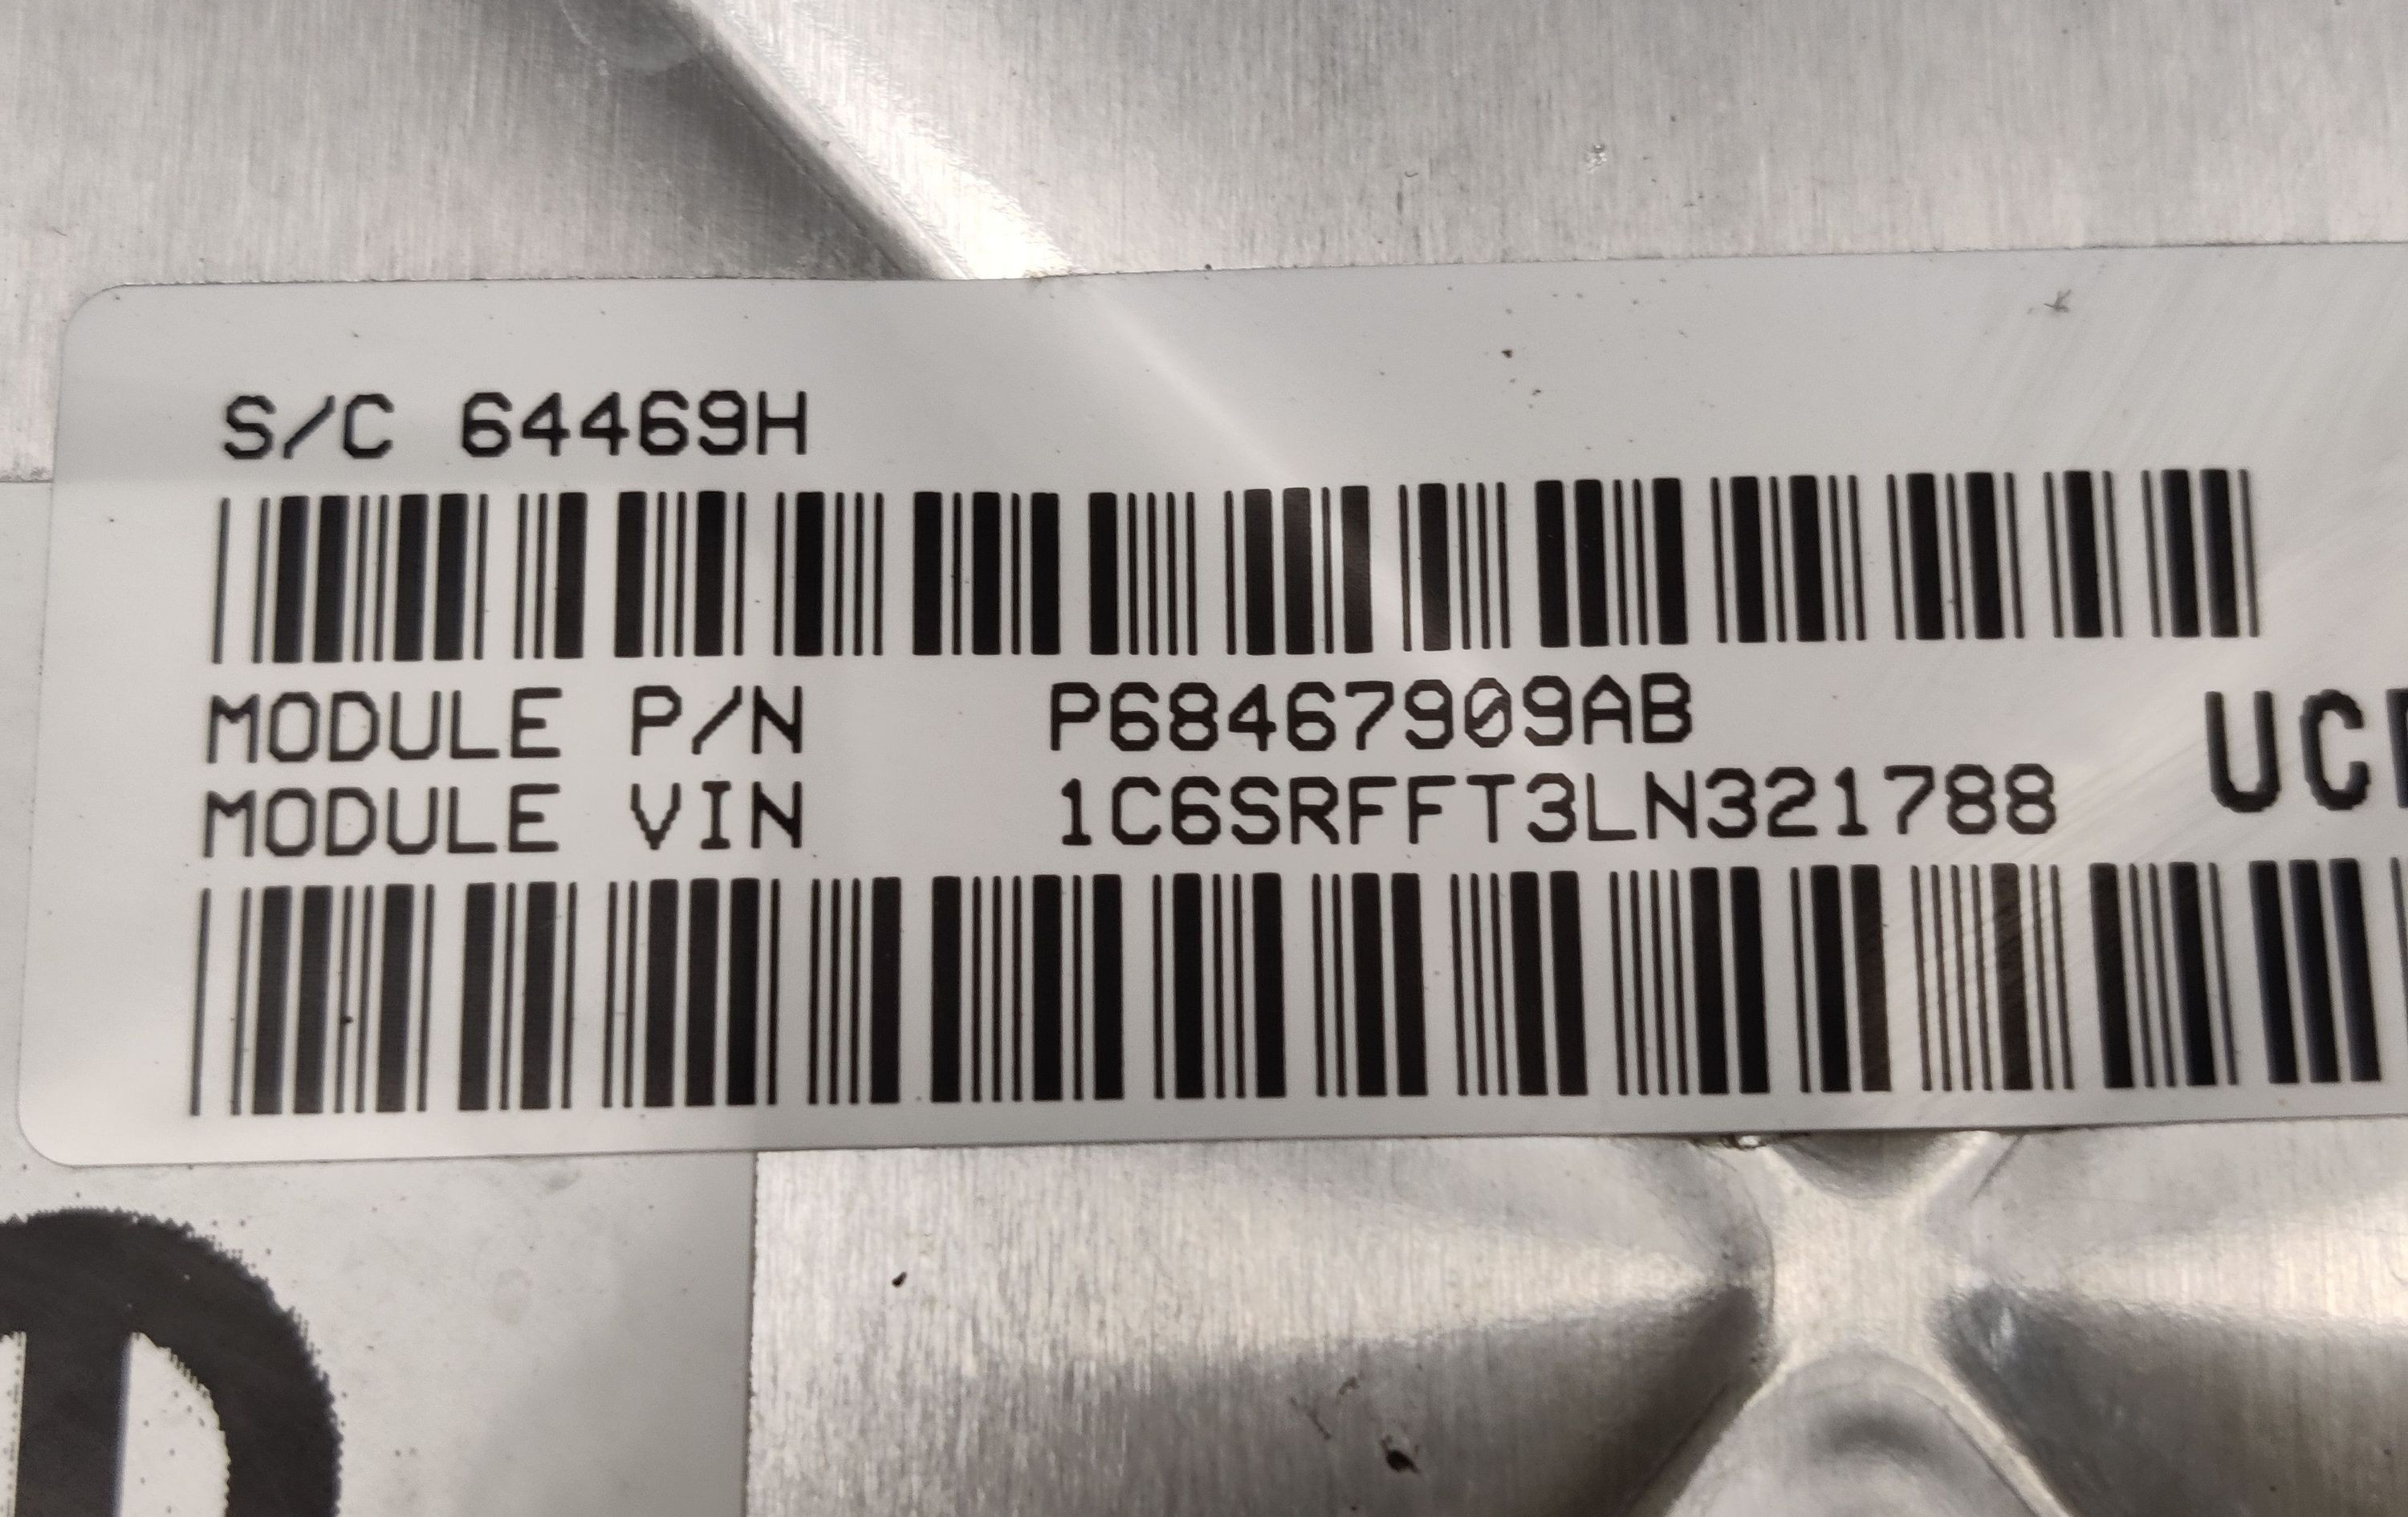 S/C 64469H
MODULE P/N P68467909AB
MODULE VIN 1C6SRFFT3LN321788